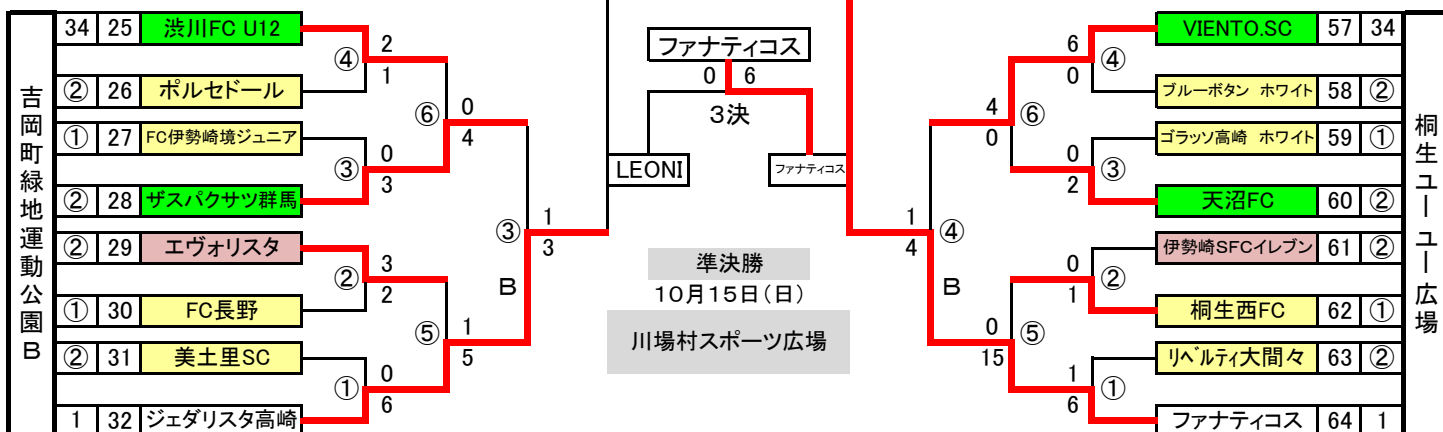 吉岡町緑地運動公園B
34 25 渋川FC U12
② 26 ポルセドール
① 27 FC伊勢崎境ジュニア
② 28 ザスパクサツ群馬
② 29 エヴォリスタ
① 30 FC長野
② 31 美土里SC
1 32 ジェダリスタ高崎
④ 2
1
③ 0
3
② 3
2
① 0
6
⑥ 0
4
⑤ 1
5
③ 1
3
B
ファナティコス
0 6
3決
LEONI
ファナティコス
準決勝
10月15日(日)
川場村スポーツ広場
1
4 ④
B
4
0 ⑥
0
15 ⑤
6
0 ④
0
2 ③
0
1 ②
1
6 ①
VIENTO.SC 57 34
ブルーボタン ホワイト 58 ②
ゴラッソ高崎 ホワイト 59 ①
天沼FC 60 ②
伊勢崎SFCイレブン 61 ②
桐生西FC 62 ①
リベルティ大間々 63 ②
ファナティコス 64 1
桐生ユーユー広場